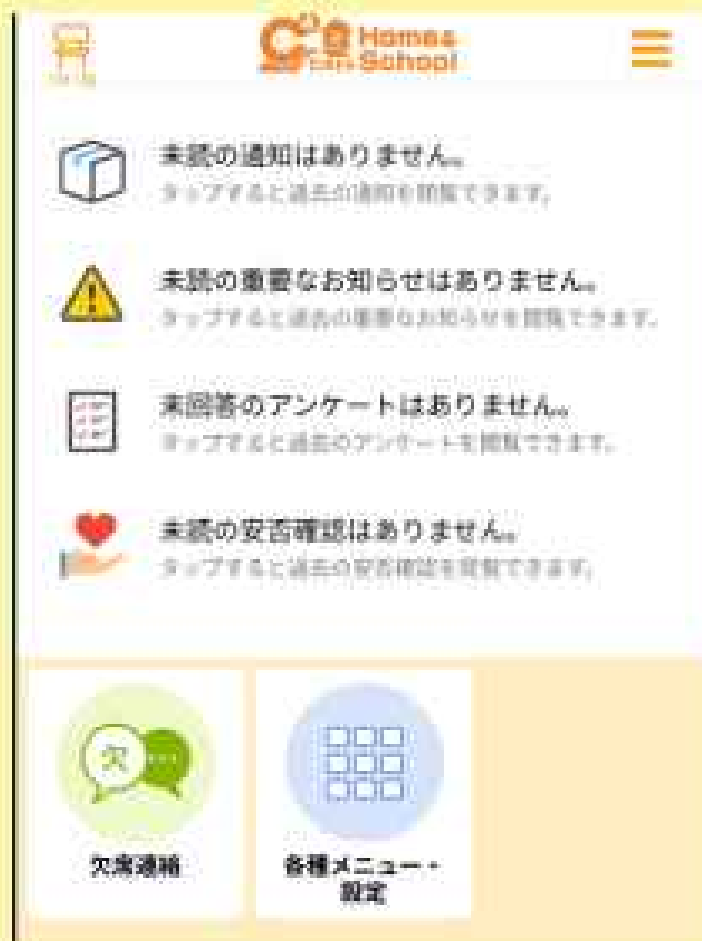 Home&
School
未読の通知はありません。
タップすると過去の通知を閲覧できます。
未読の重要なお知らせはありません。
タップすると過去の重要なお知らせを閲覧できます。
未回答のアンケートはありません。
タップすると過去のアンケートを閲覧できます。
未読の安否確認はありません。
タップすると過去の安否確認を閲覧できます。
欠
欠席連絡
各種メニュー・
設定